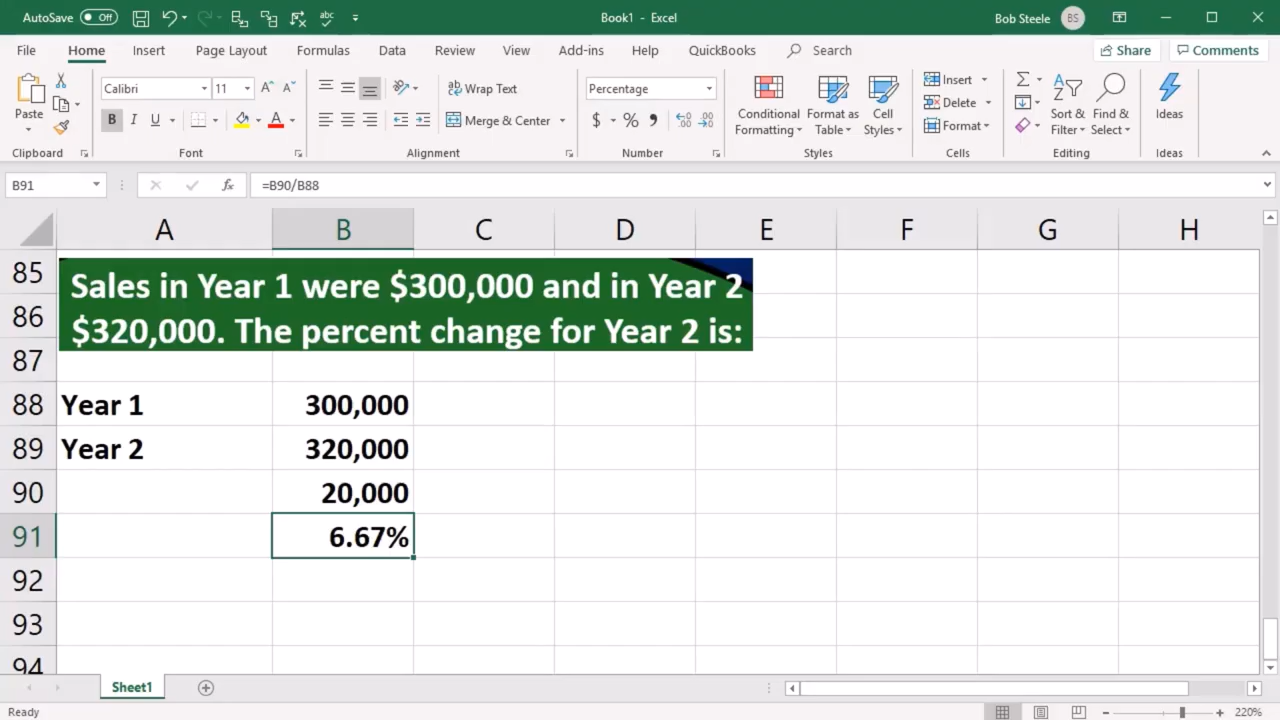 AutoSave Off Book1 - Excel Bob Steele BS
File Home Insert Page Layout Formulas Data Review View Add-ins Help QuickBooks Search Share Comments
Paste Calibri 11 B I U A Wrap Text Merge & Center Percentage $ % Conditional Formatting Format as Table Cell Styles Insert Delete Format Sort & Filter Find & Select Ideas
Clipboard Font Alignment Number Styles Cells Editing Ideas
B91 fx =B90/B88
A B C D E F G H
85
Sales in Year 1 were $300,000 and in Year 2
86
$320,000. The percent change for Year 2 is:
87
88 Year 1 300,000
89 Year 2 320,000
90 20,000
91 6.67%
92
93
94
Sheet1
Ready 220%